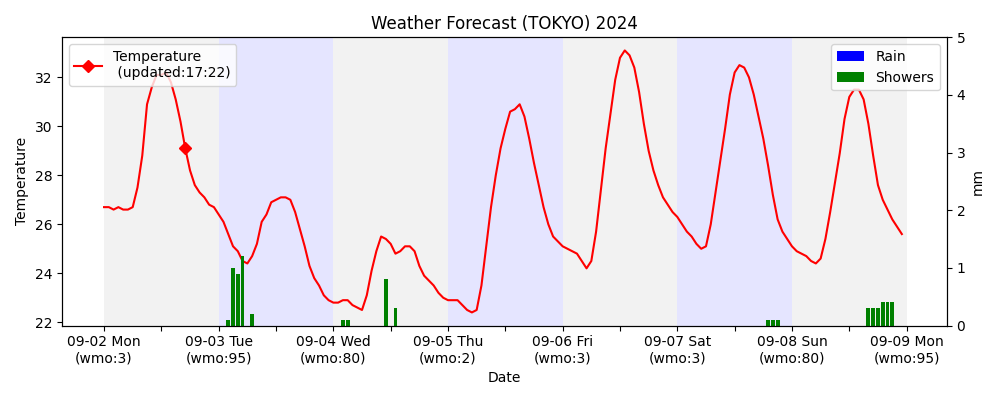 Weather Forecast (TOKYO) 2024
Temperature
(updated:17:22)
Rain
Showers
Temperature
32
30
28
26
24
22
5
4
3
2
1
0
mm
09-02 Mon
(wmo:3)
09-03 Tue
(wmo:95)
09-04 Wed
(wmo:80)
09-05 Thu
(wmo:2)
09-06 Fri
(wmo:3)
09-07 Sat
(wmo:3)
09-08 Sun
(wmo:80)
09-09 Mon
(wmo:95)
Date